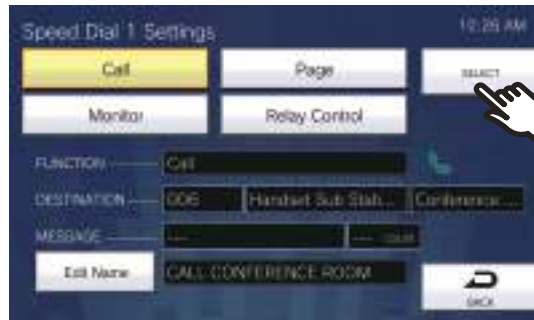 Speed Dial 1 Settings 10:26 AM
Call Page SELECT
Monitor Relay Control
FUNCTION Call
DESTINATION 006 Handset Sub Stati... Conference ...
MESSAGE --- ---
Edit Name CALL CONFERENCE ROOM
BACK